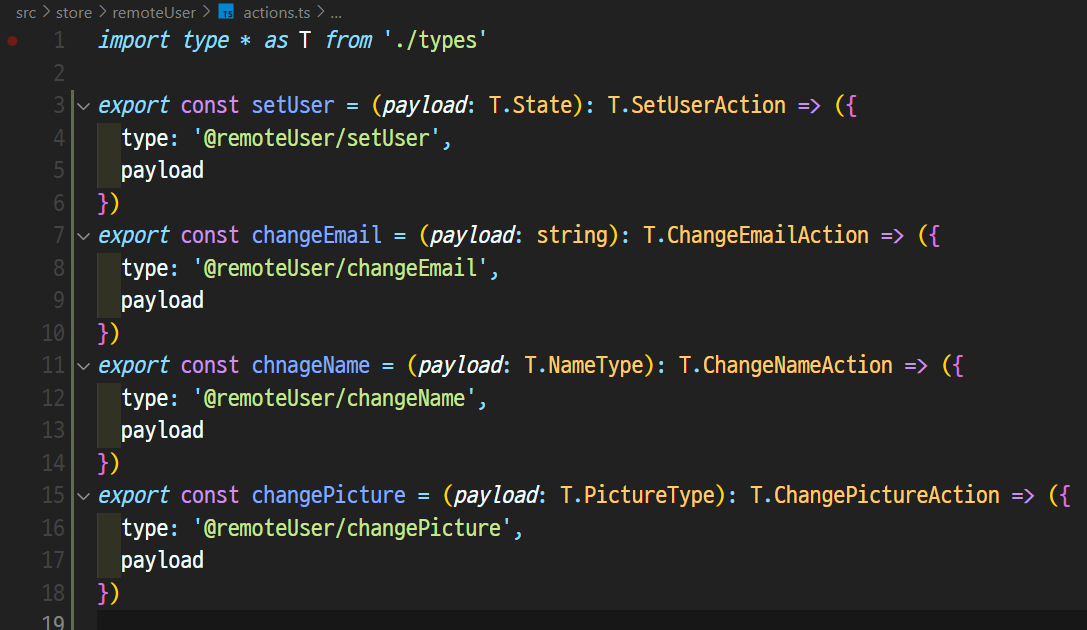 src > store > remoteUser > TS actions.ts > ...
1 import type * as T from './types'
2
3 export const setUser = (payload: T.State): T.SetUserAction => ({
4 type: '@remoteUser/setUser',
5 payload
6 })
7 export const changeEmail = (payload: string): T.ChangeEmailAction => ({
8 type: '@remoteUser/changeEmail',
9 payload
10 })
11 export const chnageName = (payload: T.NameType): T.ChangeNameAction => ({
12 type: '@remoteUser/changeName',
13 payload
14 })
15 export const changePicture = (payload: T.PictureType): T.ChangePictureAction => ({
16 type: '@remoteUser/changePicture',
17 payload
18 })
19